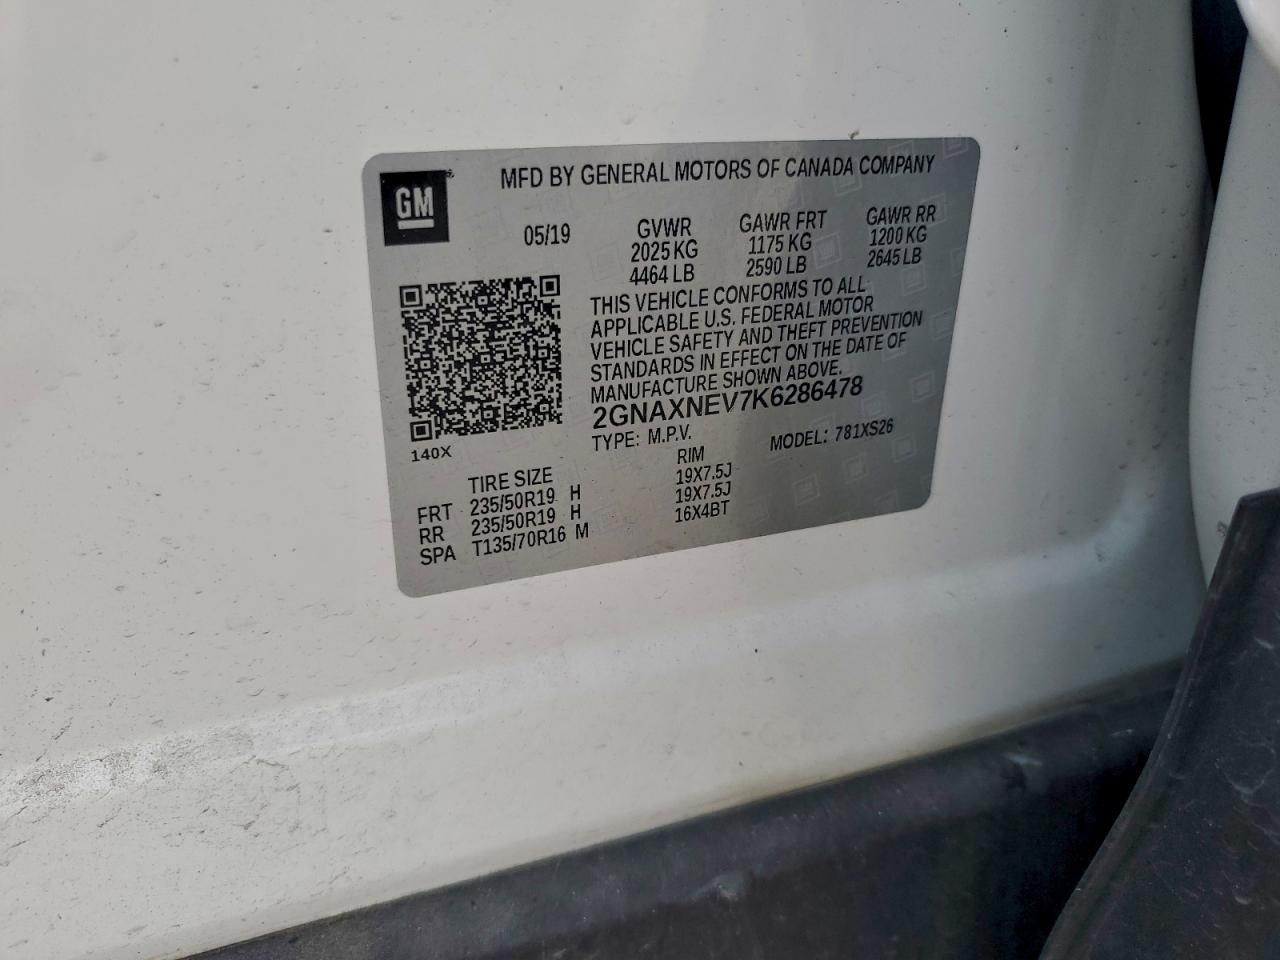 GM
MFD BY GENERAL MOTORS OF CANADA COMPANY
05/19 GVWR GAWR FRT GAWR RR
2025 KG 1175 KG 1200 KG
4464 LB 2590 LB 2645 LB
THIS VEHICLE CONFORMS TO ALL
APPLICABLE U.S. FEDERAL MOTOR
VEHICLE SAFETY AND THEFT PREVENTION
STANDARDS IN EFFECT ON THE DATE OF
MANUFACTURE SHOWN ABOVE.
2GNAXNEV7K6286478
TYPE: M.P.V. MODEL: 781XS26
140X
TIRE SIZE RIM
FRT 235/50R19 H 19X7.5J
RR 235/50R19 H 19X7.5J
SPA T135/70R16 M 16X4BT